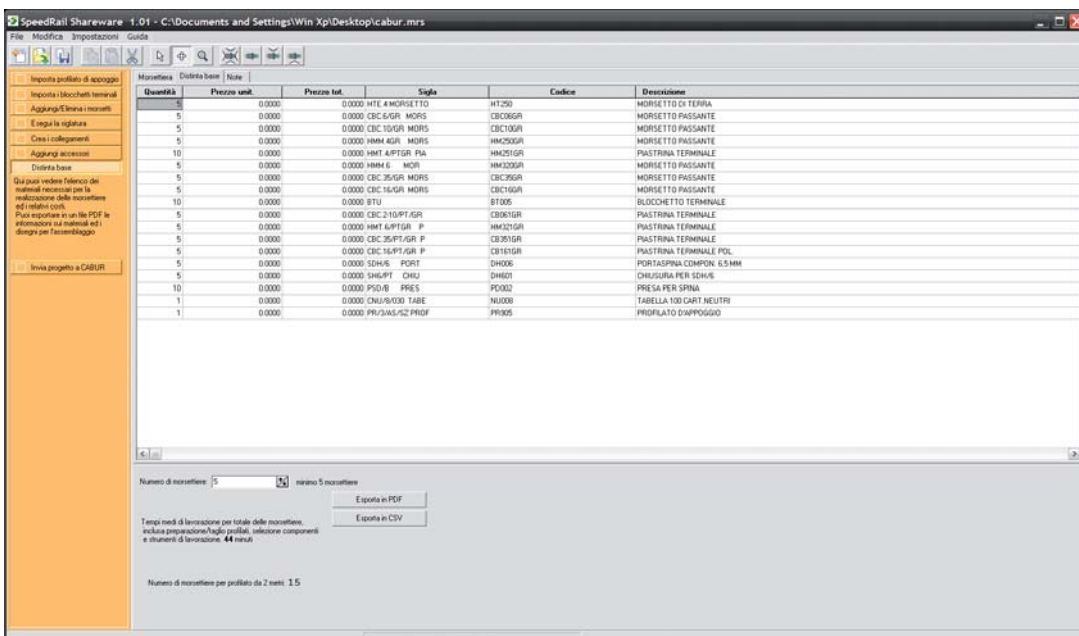 SpeedRail Shareware 1.01 - C:\Documents and Settings\Win Xp\Desktop\cabur.mrs
File Modifica Impostazioni Guida
Imposta profilato di appoggio
Imposta i blocchetti terminali
Aggiungi/Elimina i morsetti
Esegui la siglatura
Crea i collegamenti
Aggiungi accessori
Distinta base
Qui puoi vedere l'elenco dei
materiali necessari per la
realizzazione delle morsettiere
ed i relativi costi.
Puoi esportare in un file PDF le
informazioni sui materiali ed i
disegni per l'assemblaggio
Invia progetto a CABUR
Morsettiera Distinta base Note
Quantità Prezzo unit. Prezzo tot. Sigla Codice Descrizione
5 0.0000 0.0000 HTE.4 MORSETTO HT250 MORSETTO DI TERRA
5 0.0000 0.0000 CBC.6/GR MORS CBC06GR MORSETTO PASSANTE
5 0.0000 0.0000 CBC.10/GR MORS CBC10GR MORSETTO PASSANTE
5 0.0000 0.0000 HMM.4GR MORS HM250GR MORSETTO PASSANTE
10 0.0000 0.0000 HMT.4/PTGR PIA HM251GR PIASTRINA TERMINALE
5 0.0000 0.0000 HMM.6 MOR HM320GR MORSETTO PASSANTE
5 0.0000 0.0000 CBC.35/GR MORS CBC35GR MORSETTO PASSANTE
5 0.0000 0.0000 CBC.16/GR MORS CBC16GR MORSETTO PASSANTE
10 0.0000 0.0000 BTU BT005 BLOCCHETTO TERMINALE
5 0.0000 0.0000 CBC.2-10/PT/GR CB061GR PIASTRINA TERMINALE
5 0.0000 0.0000 HMT.6/PTGR P HM321GR PIASTRINA TERMINALE
5 0.0000 0.0000 CBC.35/PT/GR P CB351GR PIASTRINA TERMINALE
5 0.0000 0.0000 CBC.16/PT/GR P CB161GR PIASTRINA TERMINALE POL.
5 0.0000 0.0000 SDH/6 PORT DH006 PORTASPINA COMPON. 6,5 MM
5 0.0000 0.0000 SH6/PT CHIU DH601 CHIUSURA PER SDH/6
10 0.0000 0.0000 PSD/B PRES PD002 PRESA PER SPINA
1 0.0000 0.0000 CNU/8/030 TABE NU008 TABELLA 100 CART.NEUTRI
1 0.0000 0.0000 PR/3/AS/SZ PROF PR905 PROFILATO D'APPOGGIO
Numero di morsettiere 5 minimo 5 morsettiere
Esporta in PDF
Esporta in CSV
Tempi medi di lavorazione per totale delle morsettiere,
inclusa preparazione/taglio profilati, selezione componenti
e strumenti di lavorazione. 44 minuti
Numero di morsettiere per profilato da 2 metri 15